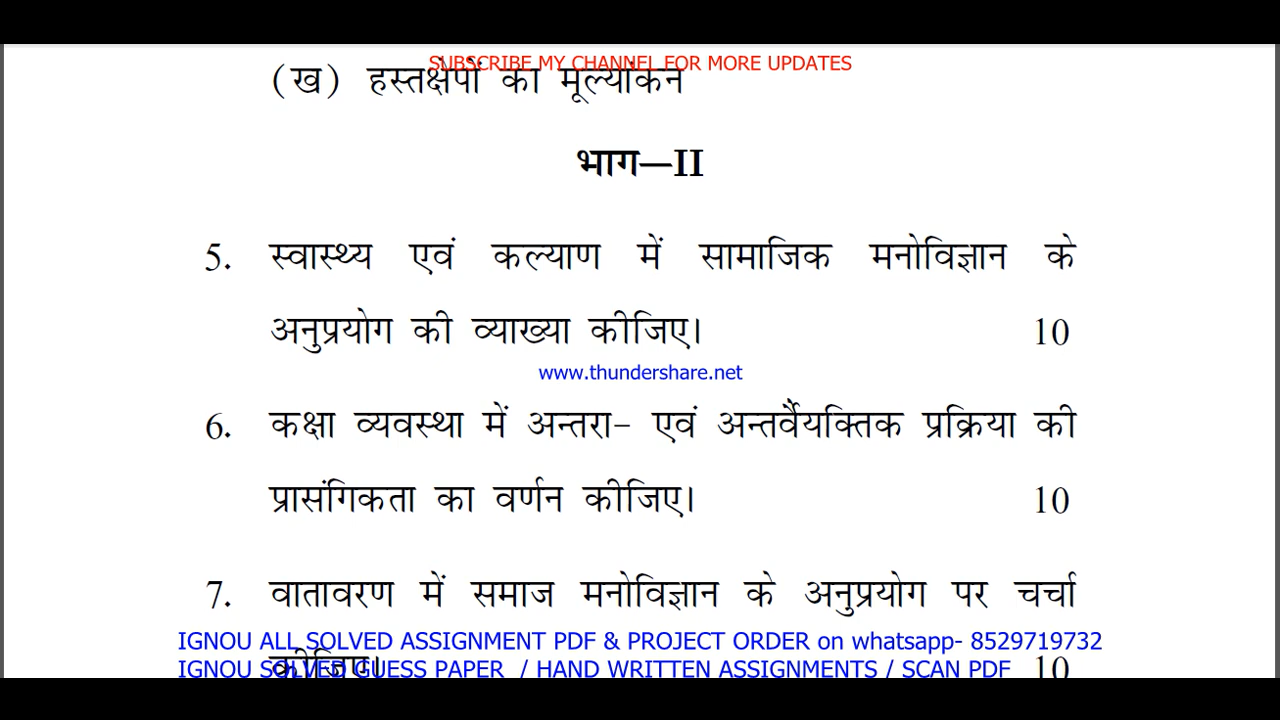 SUBSCRIBE MY CHANNEL FOR MORE UPDATES
(ख) हस्तक्षेपों का मूल्यांकन
भाग—II
5. स्वास्थ्य एवं कल्याण में सामाजिक मनोविज्ञान के
अनुप्रयोग की व्याख्या कीजिए। 10
www.thundershare.net
6. कक्षा व्यवस्था में अन्तरा- एवं अन्तर्वैयक्तिक प्रक्रिया की
प्रासंगिकता का वर्णन कीजिए। 10
7. वातावरण में समाज मनोविज्ञान के अनुप्रयोग पर चर्चा
IGNOU ALL SOLVED ASSIGNMENT PDF & PROJECT ORDER on whatsapp- 8529719732
कीजिए। 10
IGNOU SOLVED GUESS PAPER / HAND WRITTEN ASSIGNMENTS / SCAN PDF